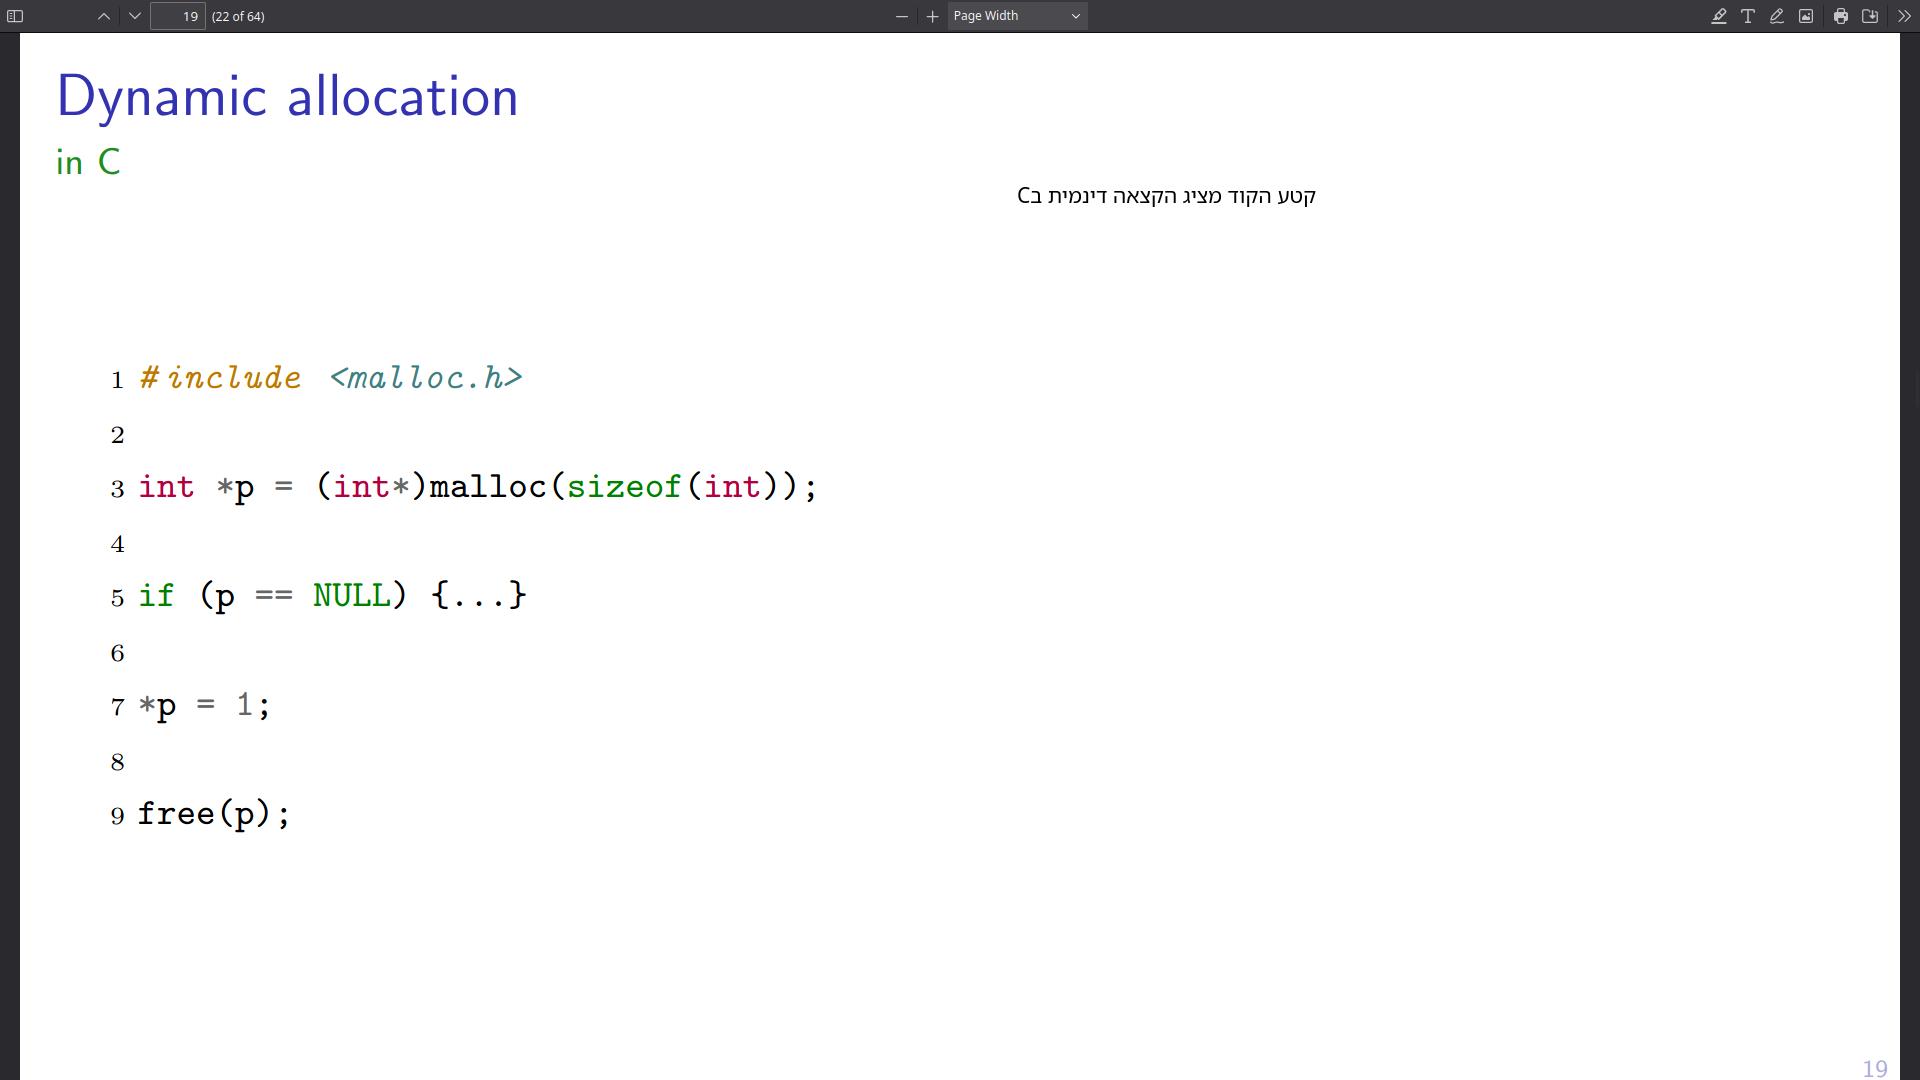 19 (22 of 64) Page Width
Dynamic allocation
in C
קטע הקוד מציג הקצאה דינמית בC
1 #include <malloc.h>
2
3 int *p = (int*)malloc(sizeof(int));
4
5 if (p == NULL) {...}
6
7 *p = 1;
8
9 free(p);
19